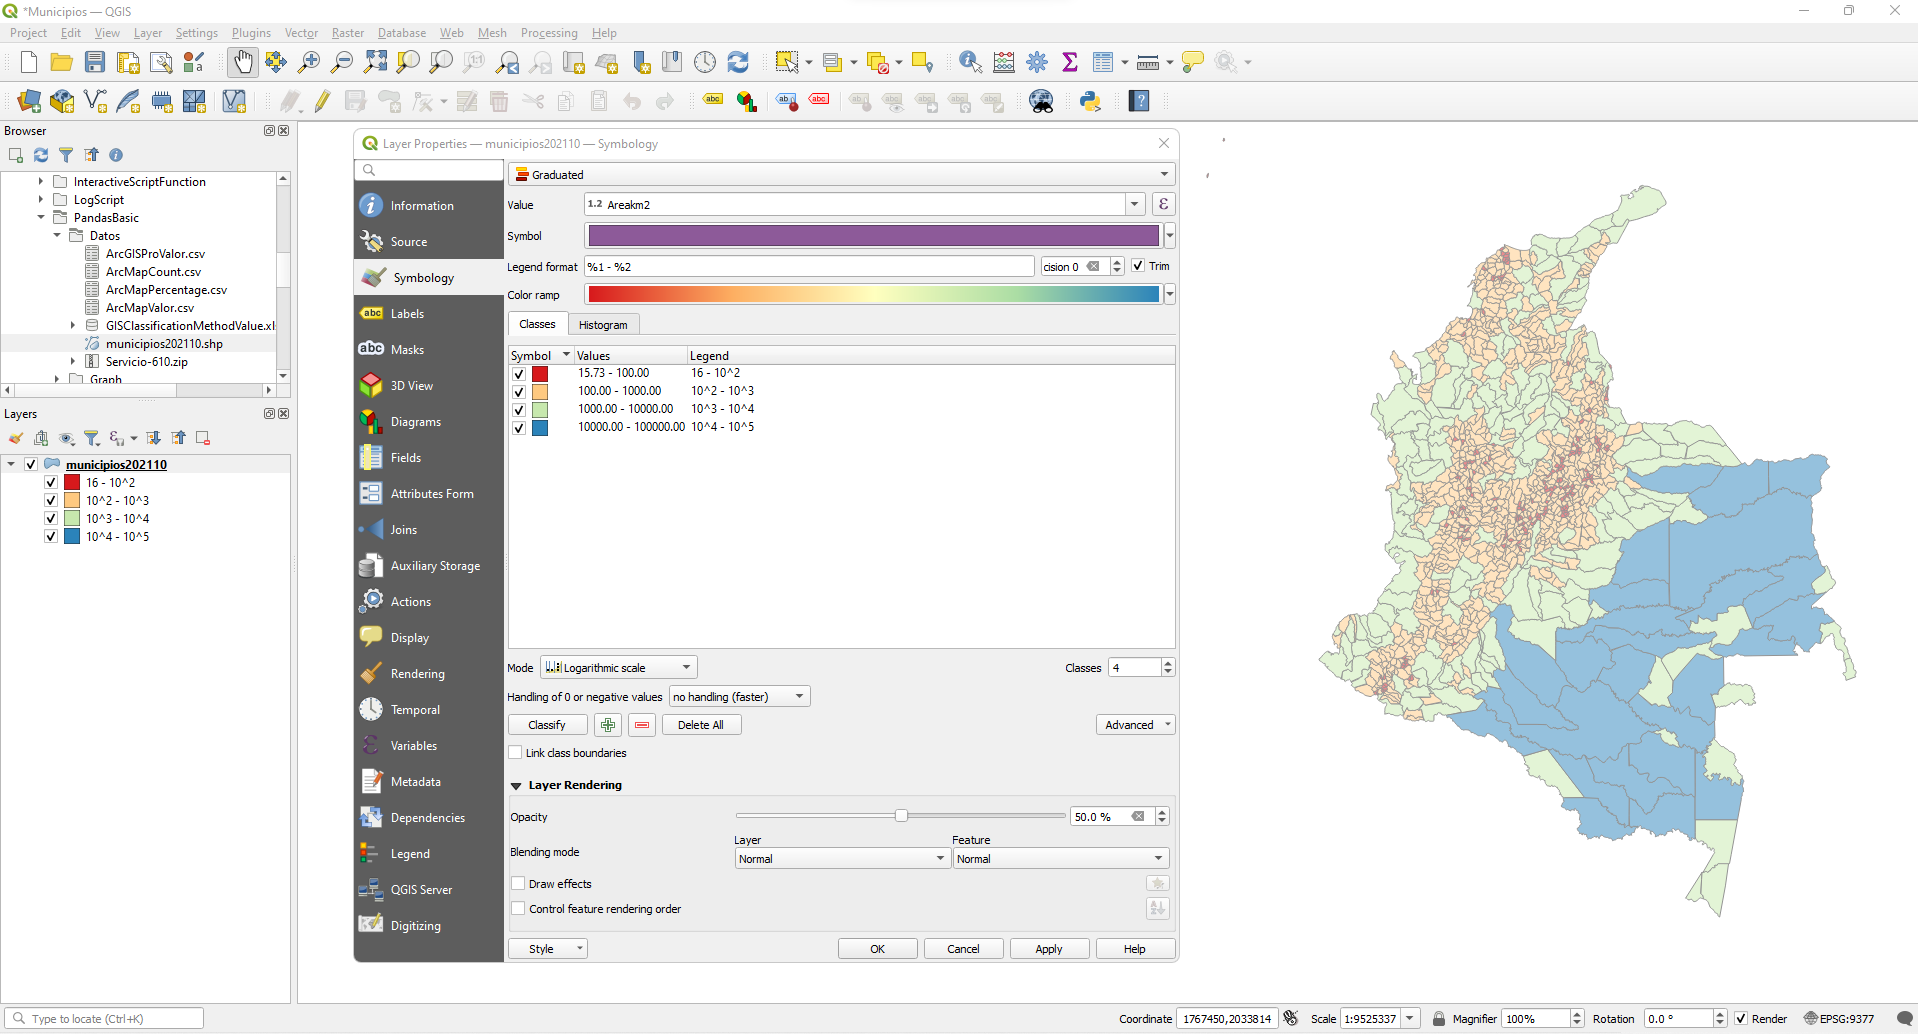 *Municipios — QGIS
Project Edit View Layer Settings Plugins Vector Raster Database Web Mesh Processing Help
Browser
InteractiveScriptFunction
LogScript
PandasBasic
Datos
ArcGISProValor.csv
ArcMapCount.csv
ArcMapPercentage.csv
ArcMapValor.csv
GISClassificationMethodValue.xl
municipios202110.shp
Servicio-610.zip
Graph
Layers
municipios202110
16 - 10^2
10^2 - 10^3
10^3 - 10^4
10^4 - 10^5
Layer Properties — municipios202110 — Symbology
Information
Source
Symbology
Labels
Masks
3D View
Diagrams
Fields
Attributes Form
Joins
Auxiliary Storage
Actions
Display
Rendering
Temporal
Variables
Metadata
Dependencies
Legend
QGIS Server
Digitizing
Graduated
Value 1.2 Areakm2 ε
Symbol
Legend format %1 - %2 cision 0 Trim
Color ramp
Classes Histogram
Symbol Values Legend
15.73 - 100.00 16 - 10^2
100.00 - 1000.00 10^2 - 10^3
1000.00 - 10000.00 10^3 - 10^4
10000.00 - 100000.00 10^4 - 10^5
Mode Logarithmic scale Classes 4
Handling of 0 or negative values no handling (faster)
Classify Delete All Advanced
Link class boundaries
Layer Rendering
Opacity 50.0 %
Layer Feature
Blending mode Normal Normal
Draw effects
Control feature rendering order
Style OK Cancel Apply Help
Type to locate (Ctrl+K) Coordinate 1767450,2033814 Scale 1:9525337 Magnifier 100% Rotation 0.0 ° Render EPSG:9377